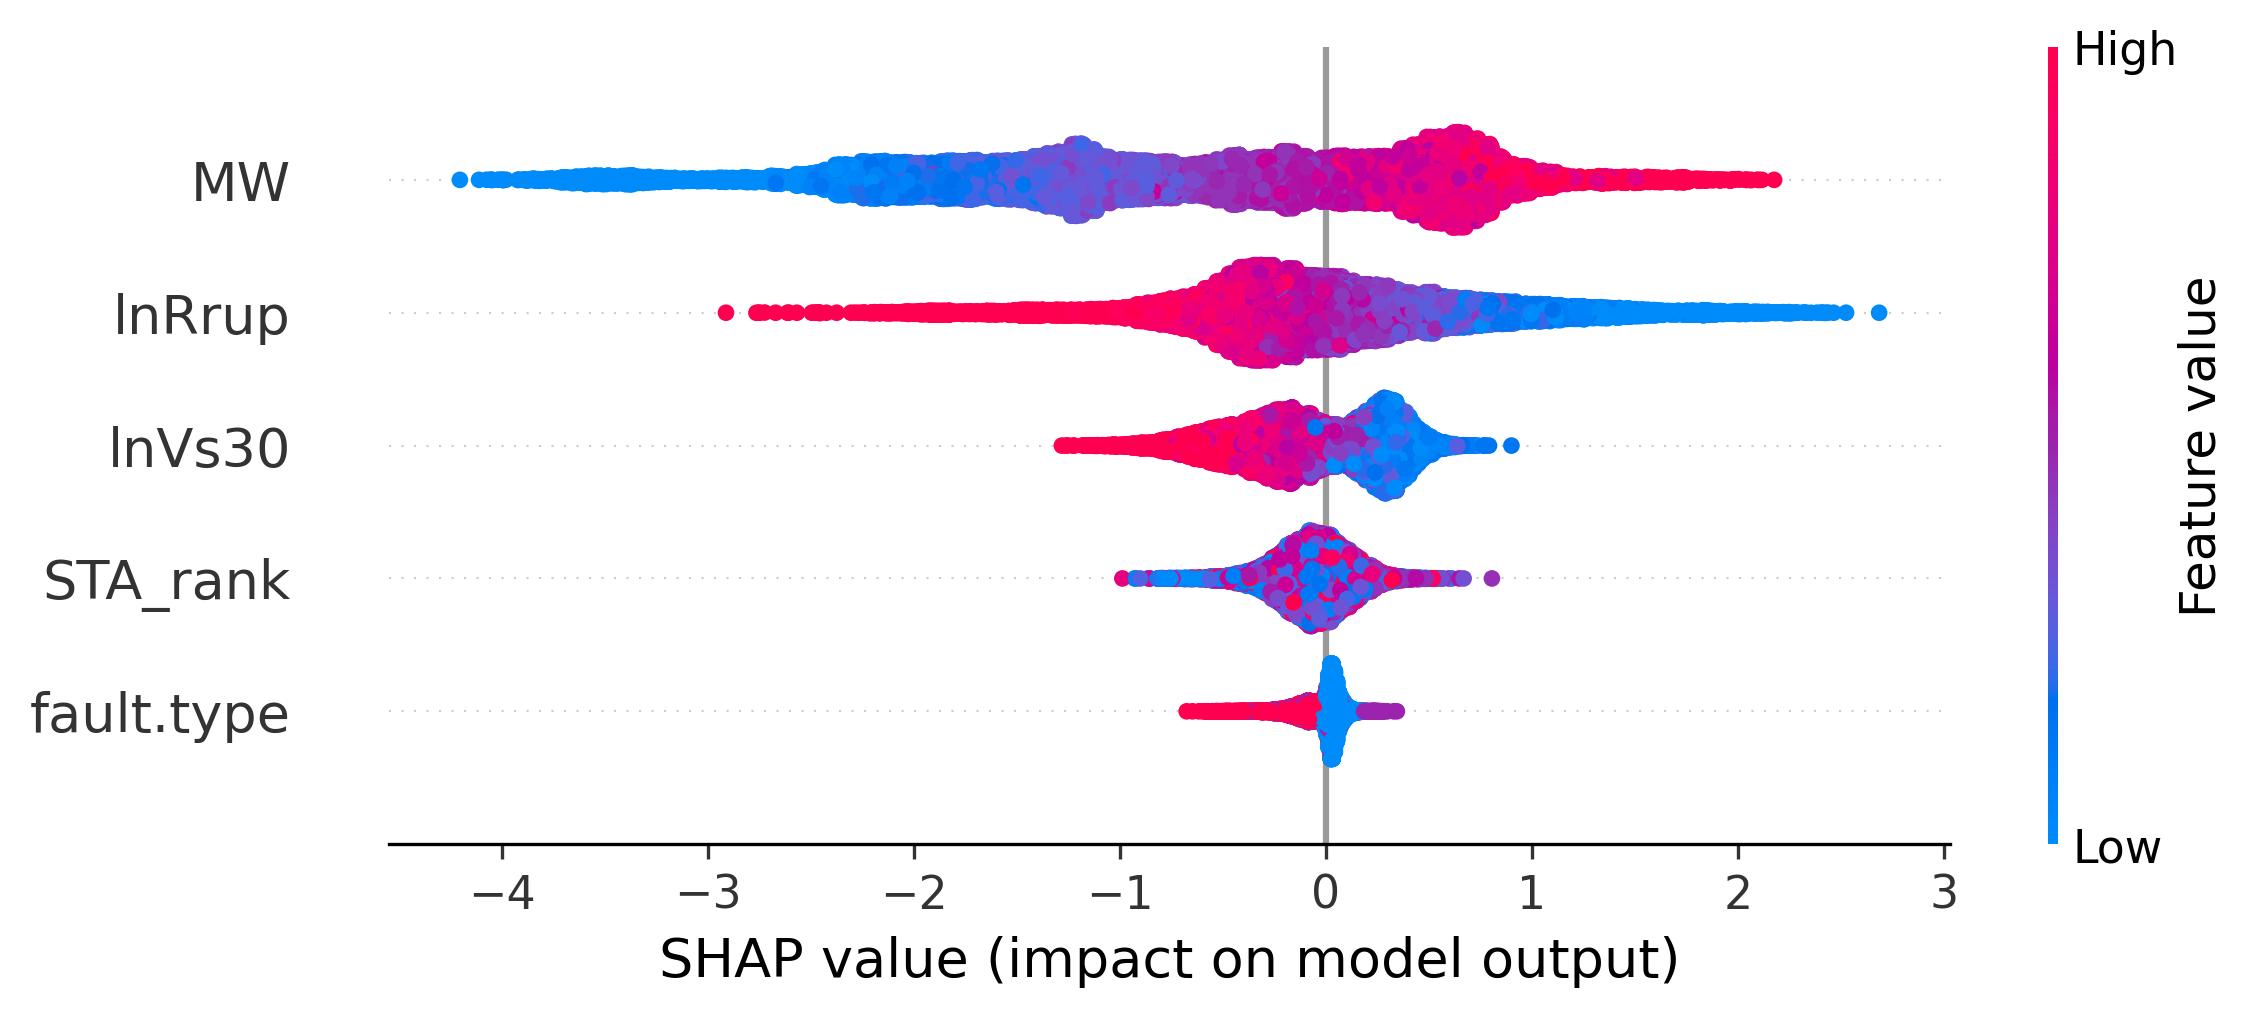 High
MW
lnRrup
lnVs30
STA_rank
fault.type
Feature value
Low
−4 −3 −2 −1 0 1 2 3
SHAP value (impact on model output)